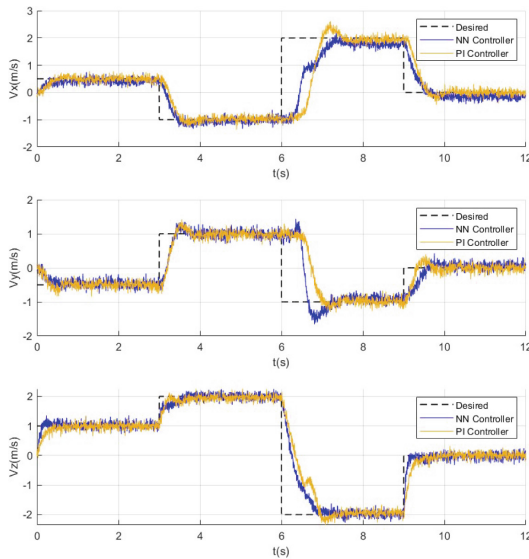 3
2
1
0
-1
-2
Vx(m/s)
Desired
NN Controller
PI Controller
0 2 4 6 8 10 12
t(s)
2
1
0
-1
-2
Vy(m/s)
Desired
NN Controller
PI Controller
0 2 4 6 8 10 12
t(s)
2
1
0
-1
-2
Vz(m/s)
Desired
NN Controller
PI Controller
0 2 4 6 8 10 12
t(s)